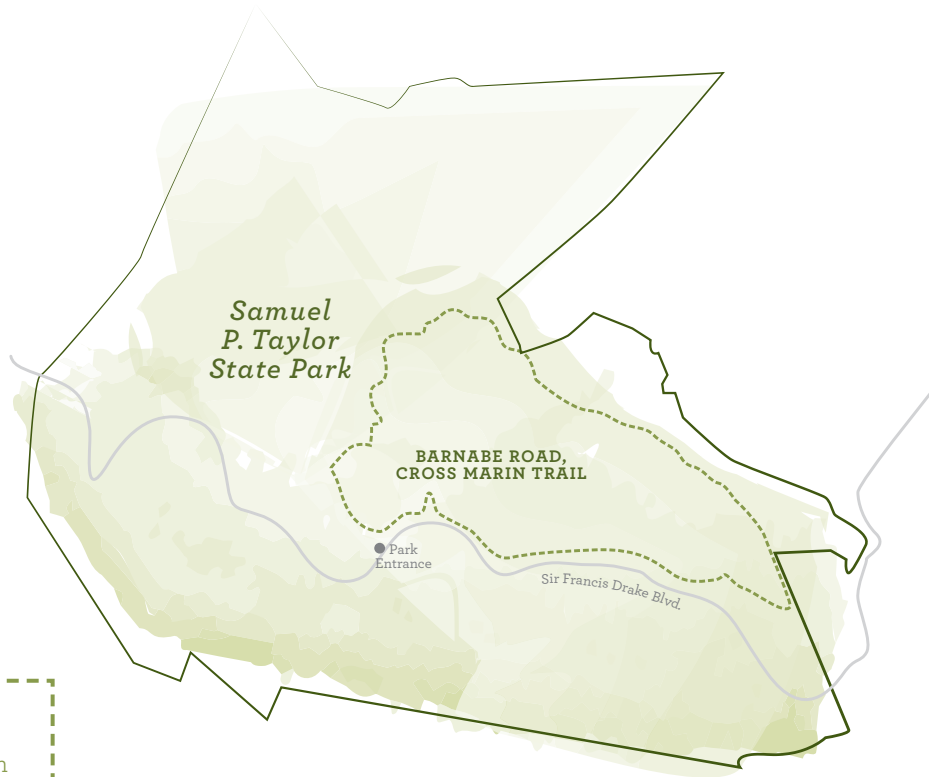 Samuel
P. Taylor
State Park
BARNABE ROAD,
CROSS MARIN TRAIL
Park
Entrance
Sir Francis Drake Blvd.